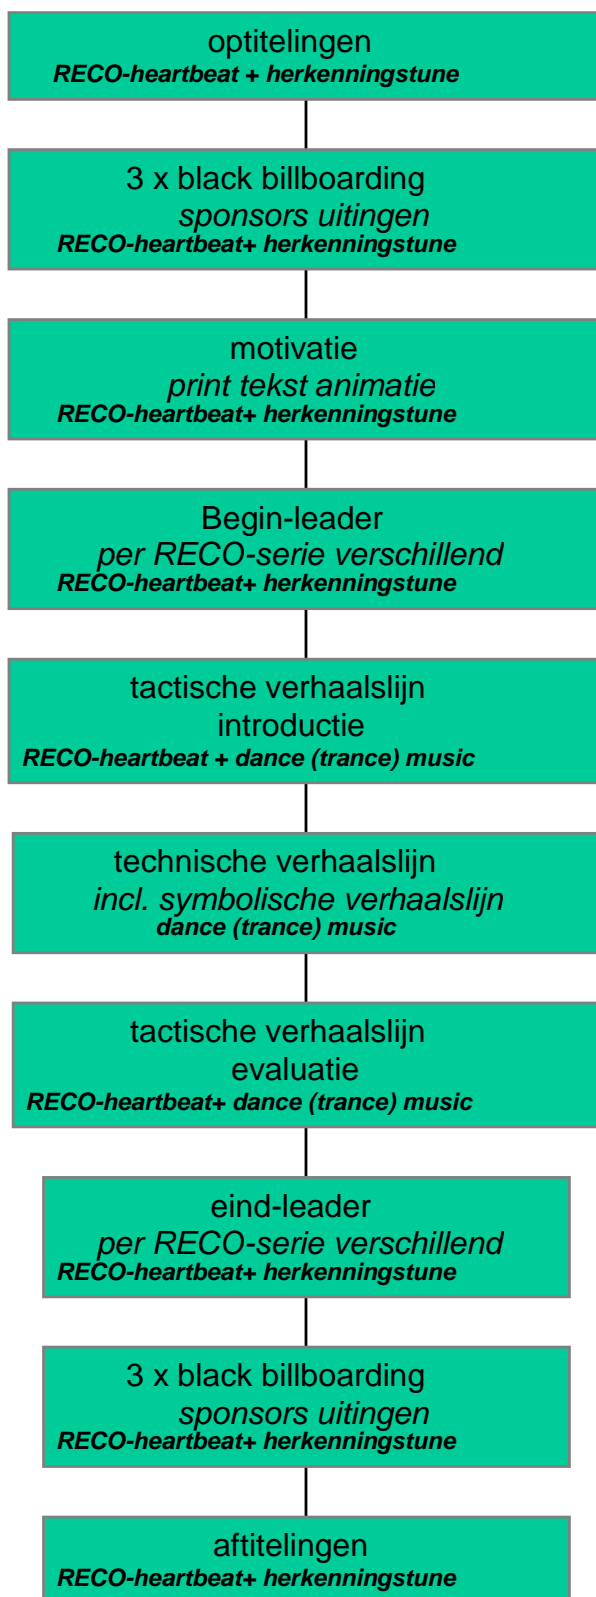 optitelingen
RECO-heartbeat + herkenningstune
3 x black billboarding
sponsors uitingen
RECO-heartbeat+ herkenningstune
motivatie
print tekst animatie
RECO-heartbeat+ herkenningstune
Begin-leader
per RECO-serie verschillend
RECO-heartbeat+ herkenningstune
tactische verhaalslijn
introductie
RECO-heartbeat + dance (trance) music
technische verhaalslijn
incl. symbolische verhaalslijn
dance (trance) music
tactische verhaalslijn
evaluatie
RECO-heartbeat+ dance (trance) music
eind-leader
per RECO-serie verschillend
RECO-heartbeat+ herkenningstune
3 x black billboarding
sponsors uitingen
RECO-heartbeat+ herkenningstune
aftitelingen
RECO-heartbeat+ herkenningstune